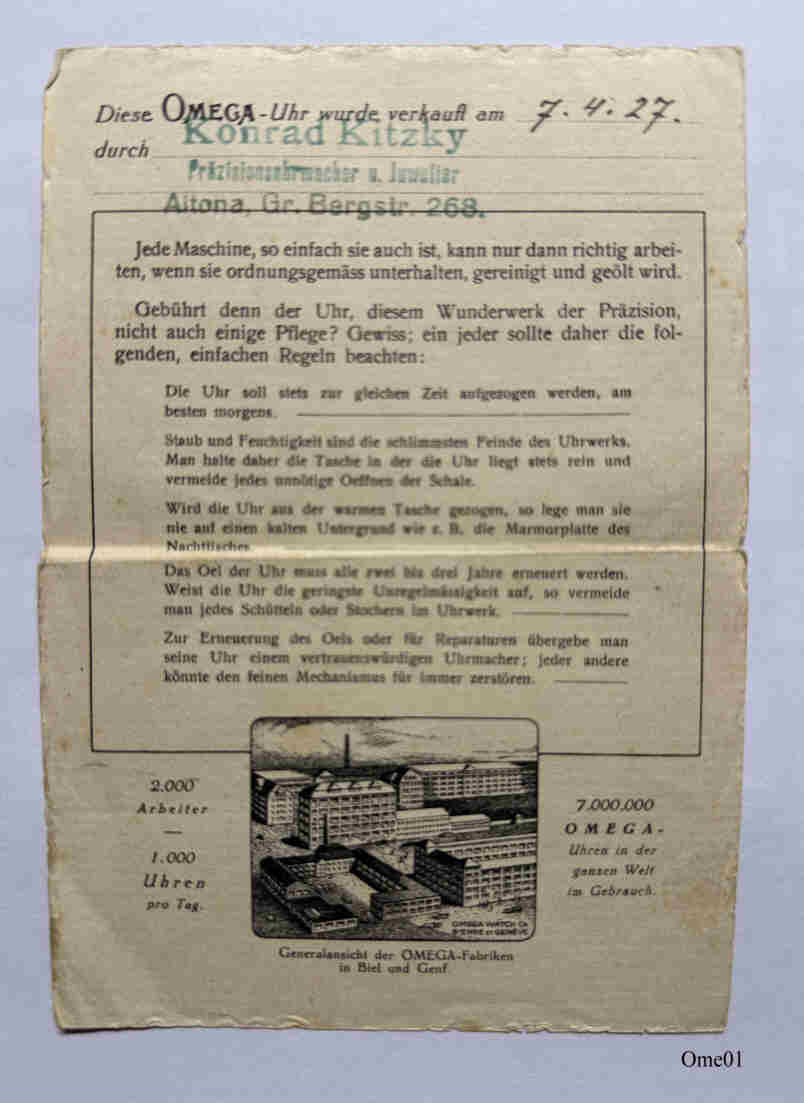 Diese OMEGA-Uhr wurde verkauft am 7. 4. 27.
durch Konrad Kitzky
Präzisionsuhrmacher u. Juwelier
Altona, Gr. Bergstr. 268.
Jede Maschine, so einfach sie auch ist, kann nur dann richtig arbei-
ten, wenn sie ordnungsgemäss unterhalten, gereinigt und geölt wird.
Gebührt denn der Uhr, diesem Wunderwerk der Präzision,
nicht auch einige Pflege? Gewiss; ein jeder sollte daher die fol-
genden, einfachen Regeln beachten:
Die Uhr soll stets zur gleichen Zeit aufgezogen werden, am
besten morgens.
Staub und Feuchtigkeit sind die schlimmsten Feinde des Uhrwerks.
Man halte daher die Tasche in der die Uhr liegt stets rein und
vermeide jedes unnötige Oeffnen der Schale.
Wird die Uhr aus der warmen Tasche gezogen, so lege man sie
nie auf einen kalten Untergrund wie z. B. die Marmorplatte des
Nachttisches.
Das Oel der Uhr muss alle zwei bis drei Jahre erneuert werden.
Weist die Uhr die geringste Unregelmässigkeit auf, so vermeide
man jedes Schütteln oder Stochern im Uhrwerk.
Zur Erneuerung des Oels oder für Reparaturen übergebe man
seine Uhr einem vertrauenswürdigen Uhrmacher; jeder andere
könnte den feinen Mechanismus für immer zerstören.
2.000
Arbeiter
—
1.000
Uhren
pro Tag.
OMEGA WATCH Co
BIENNE ET GENÈVE
Generalansicht der OMEGA-Fabriken
in Biel und Genf.
7.000.000
OMEGA-
Uhren in der
ganzen Welt
im Gebrauch.
Ome01